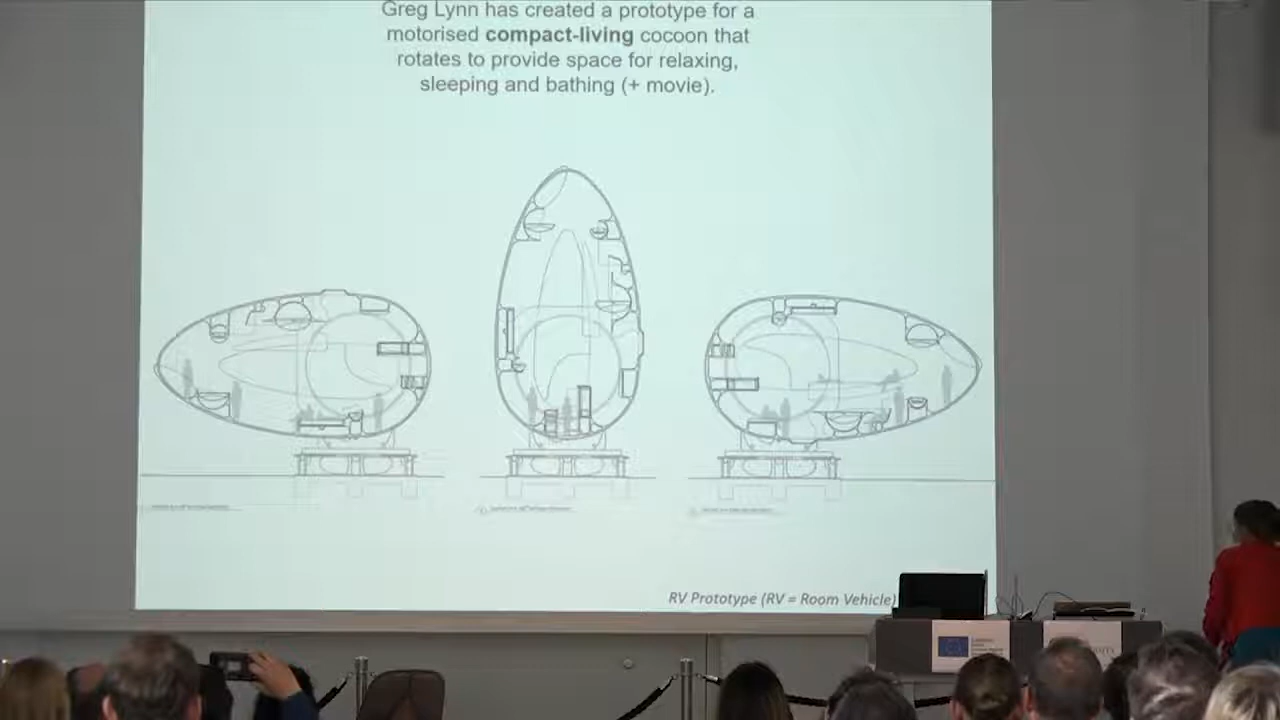 Greg Lynn has created a prototype for a
motorised compact-living cocoon that
rotates to provide space for relaxing,
sleeping and bathing (+ movie).
RV Prototype (RV = Room Vehicle)